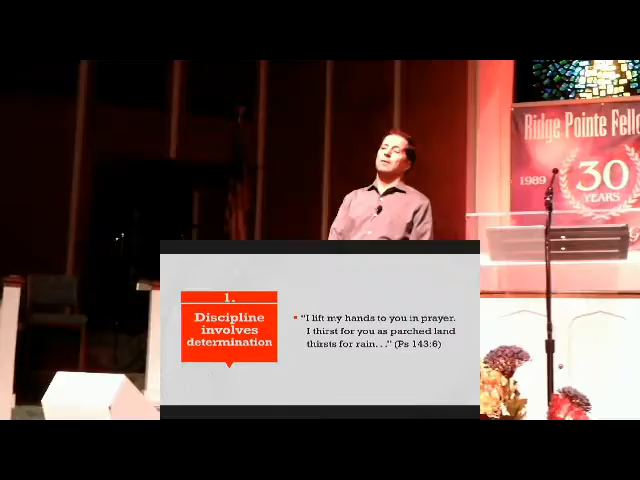 Ridge Pointe Fello
1989
30
YEARS
1.
Discipline
involves
determination
"I lift my hands to you in prayer.
I thirst for you as parched land
thirsts for rain. . ." (Ps 143:6)